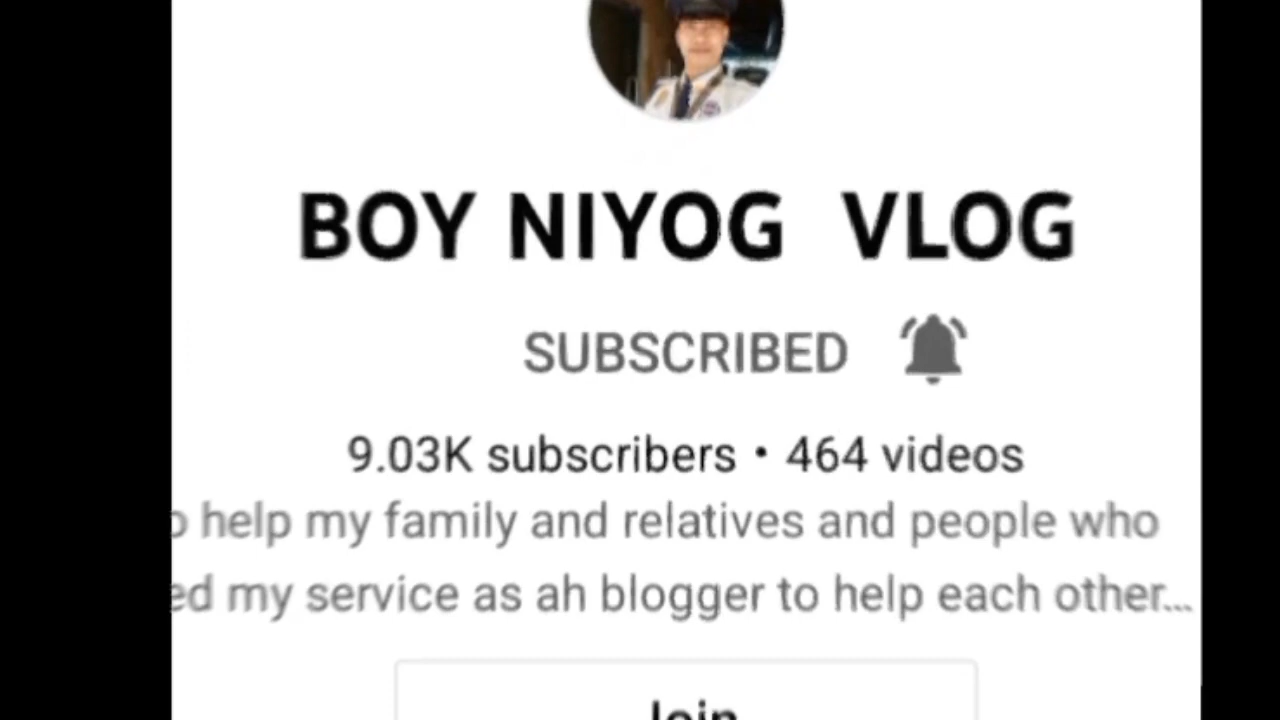 BOY NIYOG VLOG
SUBSCRIBED
9.03K subscribers • 464 videos
help my family and relatives and people who
my service as ah blogger to help each other...
Join